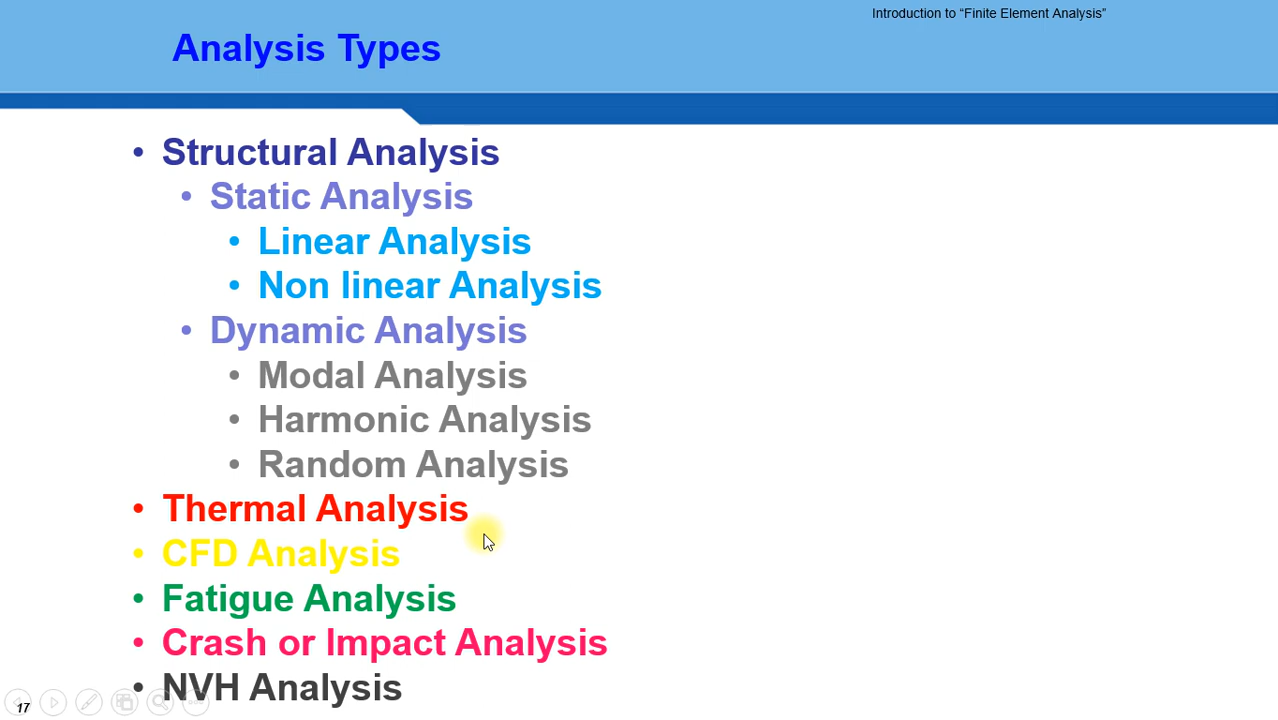 Introduction to “Finite Element Analysis”
Analysis Types
• Structural Analysis
• Static Analysis
• Linear Analysis
• Non linear Analysis
• Dynamic Analysis
• Modal Analysis
• Harmonic Analysis
• Random Analysis
• Thermal Analysis
• CFD Analysis
• Fatigue Analysis
• Crash or Impact Analysis
• NVH Analysis
17